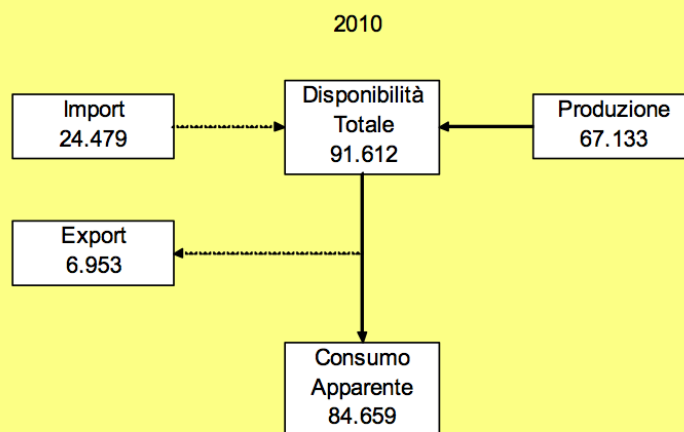 2010
Import
24.479
Disponibilità
Totale
91.612
Produzione
67.133
Export
6.953
Consumo
Apparente
84.659